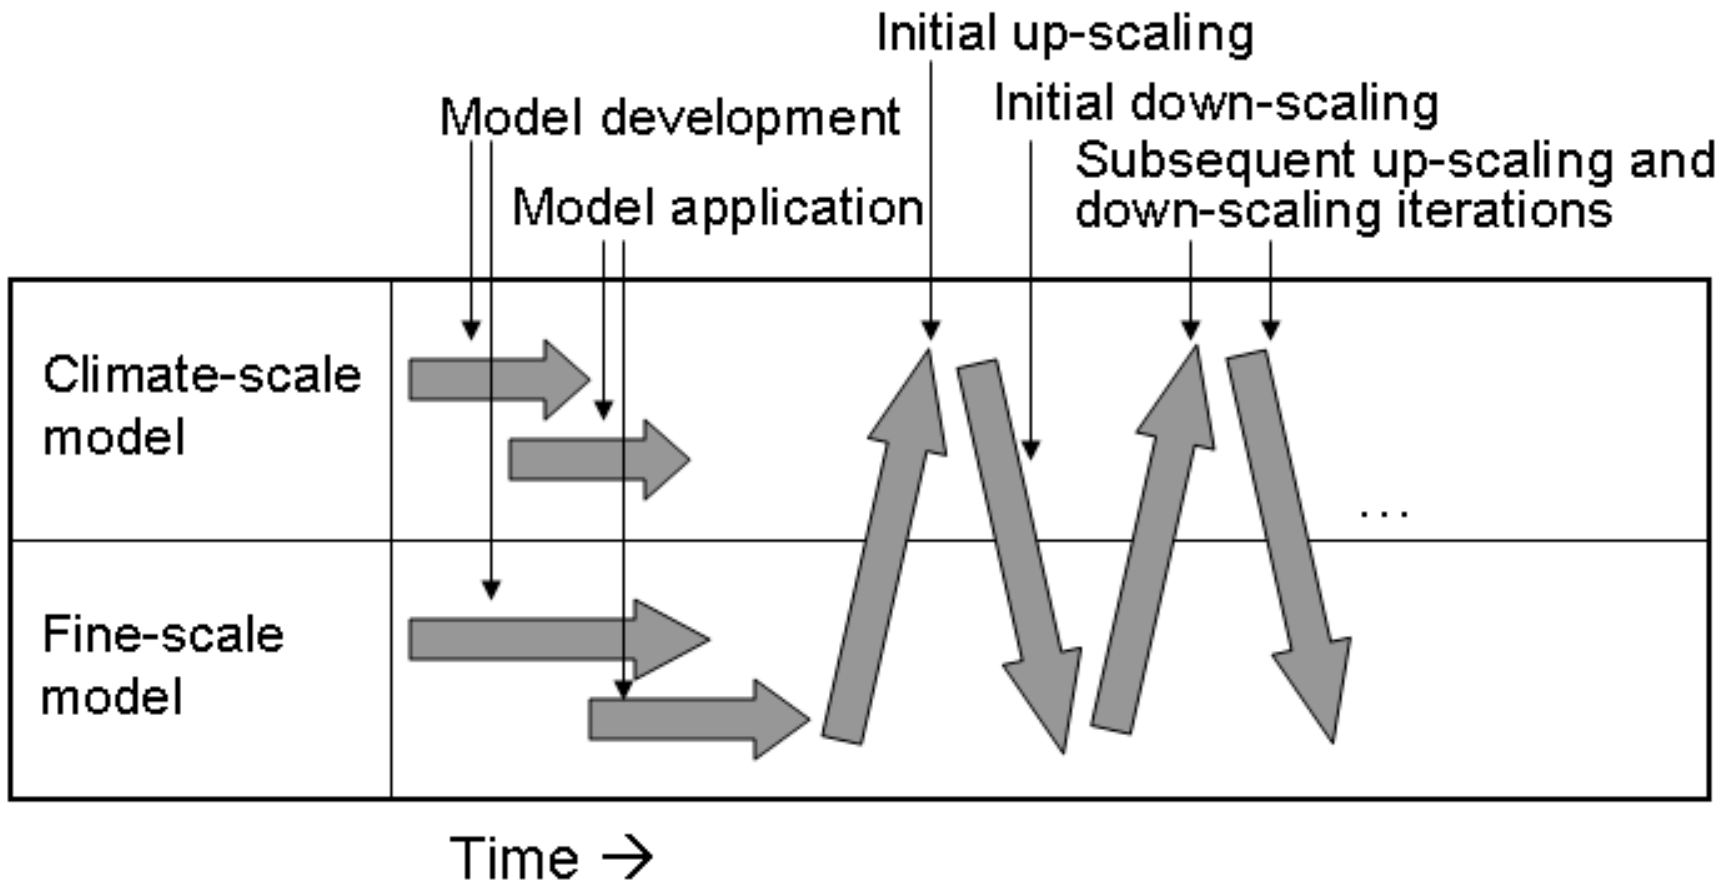 Initial up-scaling
Initial down-scaling
Model development
Subsequent up-scaling and
down-scaling iterations
Model application
Climate-scale
model
...
Fine-scale
model
Time →